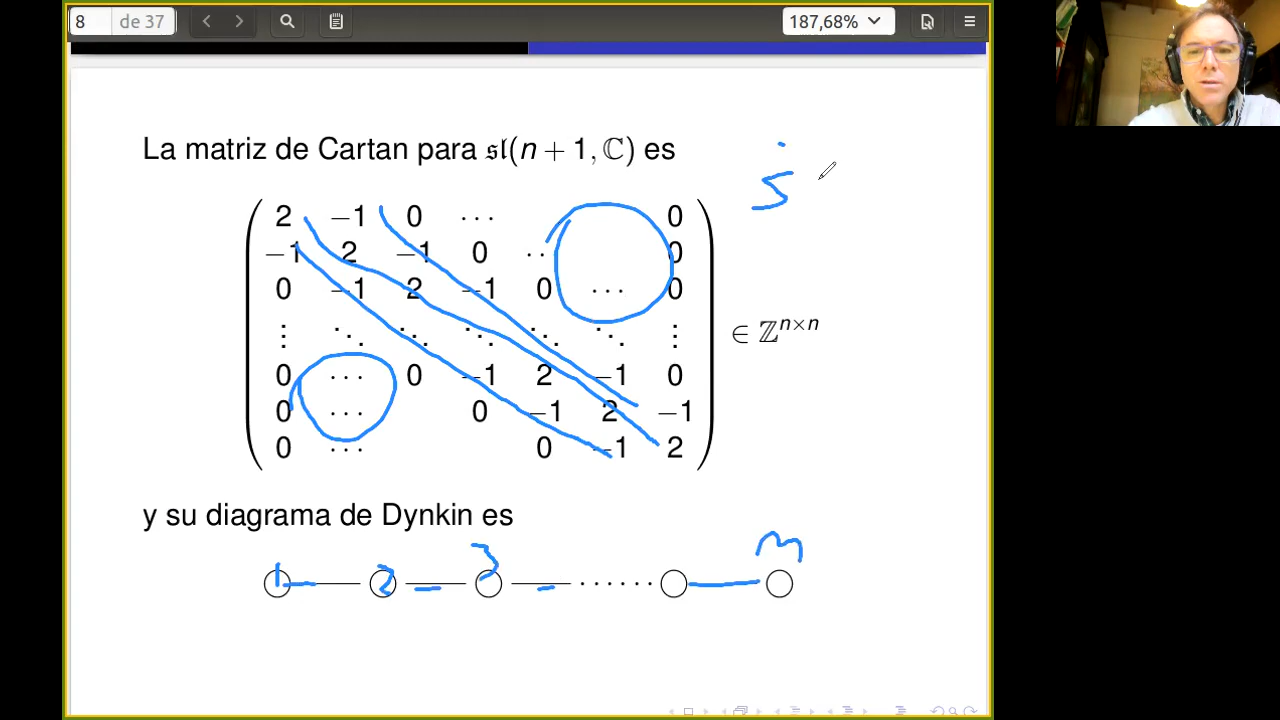 8 de 37 187,68%
La matriz de Cartan para 𝔰𝔩(n + 1, ℂ) es
2 −1 0 ⋯ 0
−1 2 −1 0 ⋯ 0
0 −1 2 −1 0 ⋯ 0
⋮ ⋱ ⋱ ⋱ ⋱ ⋱ ⋮
∈ ℤⁿˣⁿ
0 ⋯ 0 −1 2 −1 0
0 ⋯ 0 −1 2 −1
0 ⋯ 0 −1 2
y su diagrama de Dynkin es
1 2 3 ······